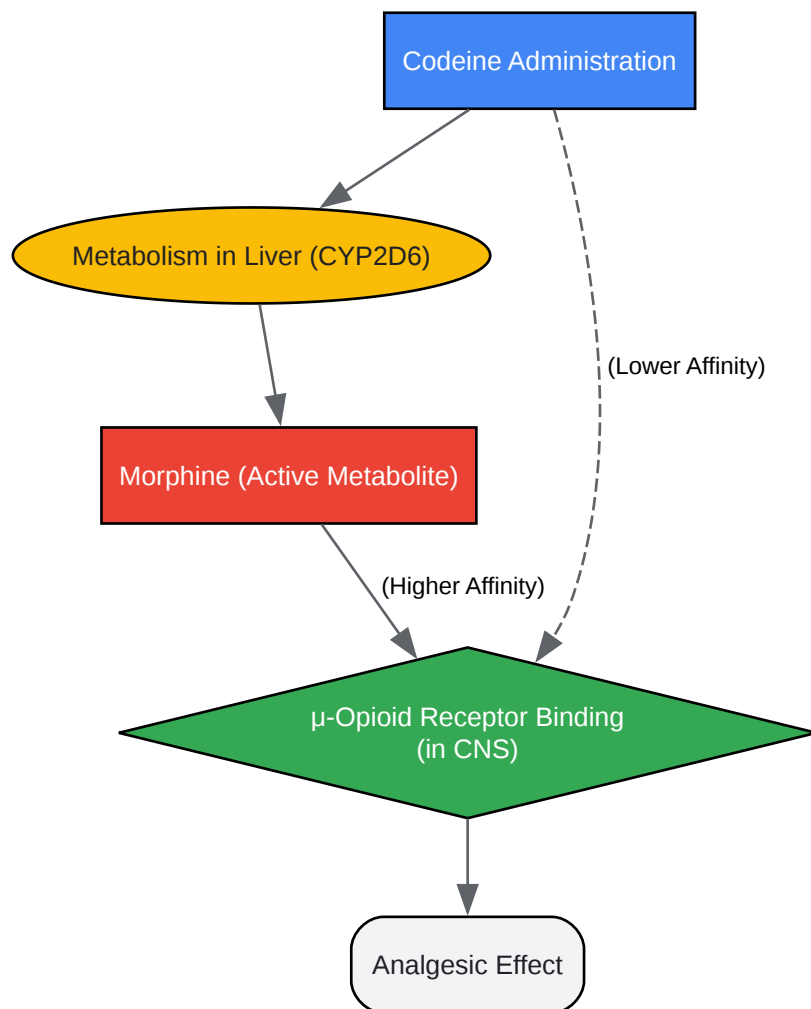 Codeine Administration
Metabolism in Liver (CYP2D6)
(Lower Affinity)
Morphine (Active Metabolite)
(Higher Affinity)
μ-Opioid Receptor Binding
(in CNS)
Analgesic Effect